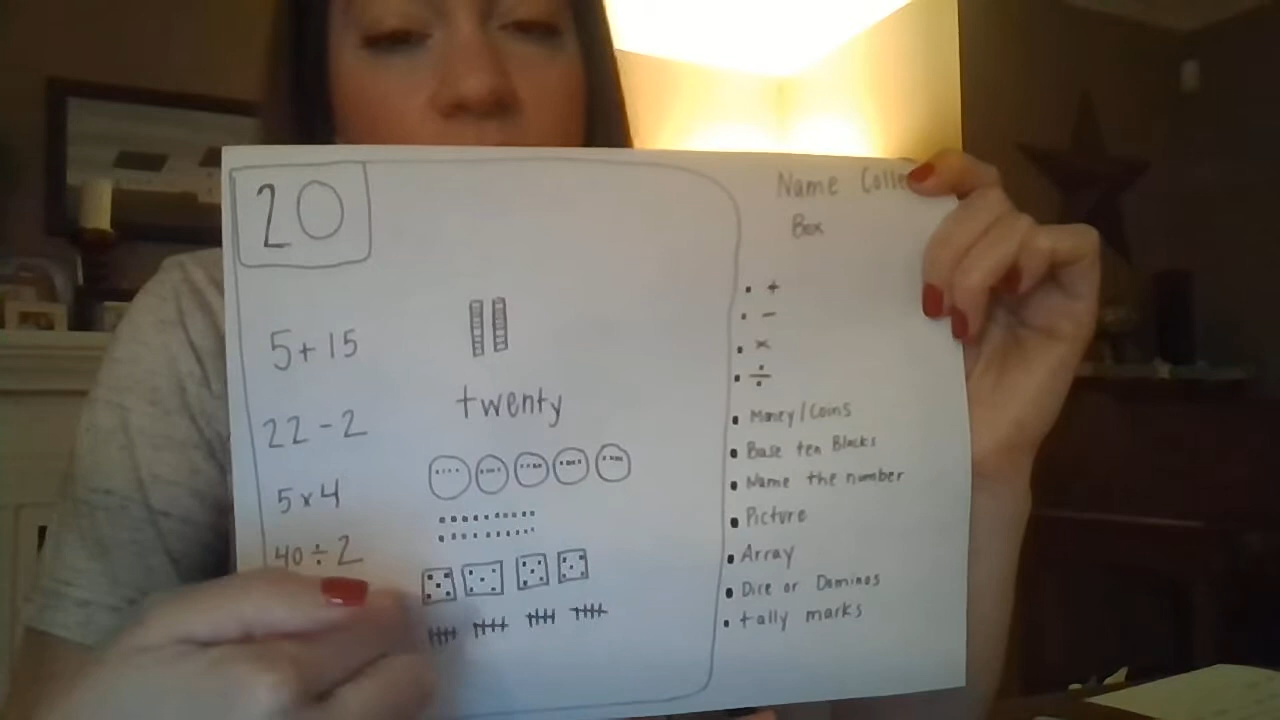 20
5+15
22-2
5x4
40÷2
twenty
Name
Box
• +
• -
• ×
• ÷
• Money/Coins
• Base ten Blocks
• Name the number
• Picture
• Array
• Dice or Dominos
• tally marks